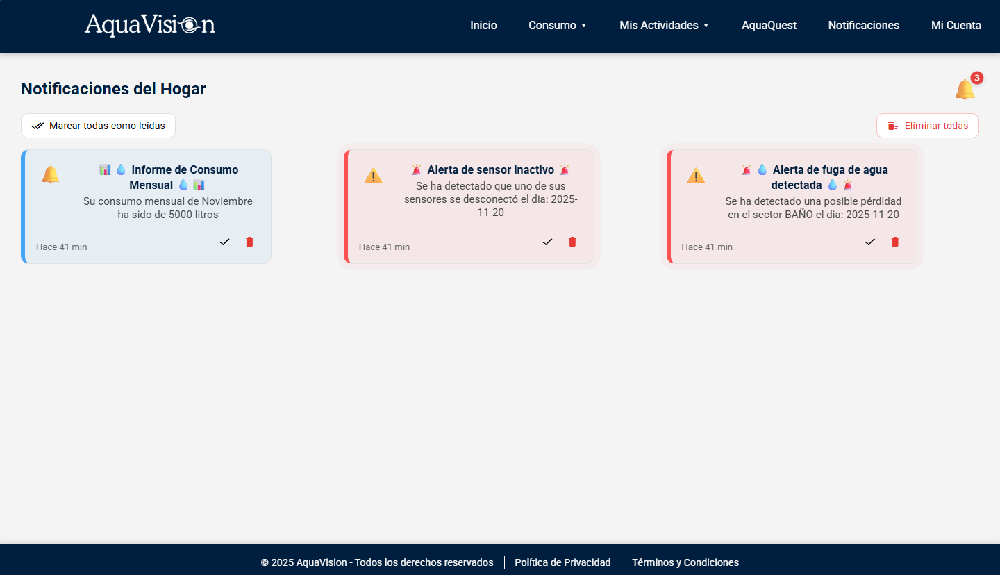 AquaVision
Inicio
Consumo ▼
Mis Actividades ▼
AquaQuest
Notificaciones
Mi Cuenta
Notificaciones del Hogar
3
Marcar todas como leídas
Eliminar todas
Informe de Consumo
Mensual
Su consumo mensual de Noviembre
ha sido de 5000 litros
Hace 41 min
Alerta de sensor inactivo
Se ha detectado que uno de sus
sensores se desconectó el dia: 2025-
11-20
Hace 41 min
Alerta de fuga de agua
detectada
Se ha detectado una posible pérdidad
en el sector BAÑO el dia: 2025-11-20
Hace 41 min
© 2025 AquaVision - Todos los derechos reservados
Política de Privacidad
Términos y Condiciones